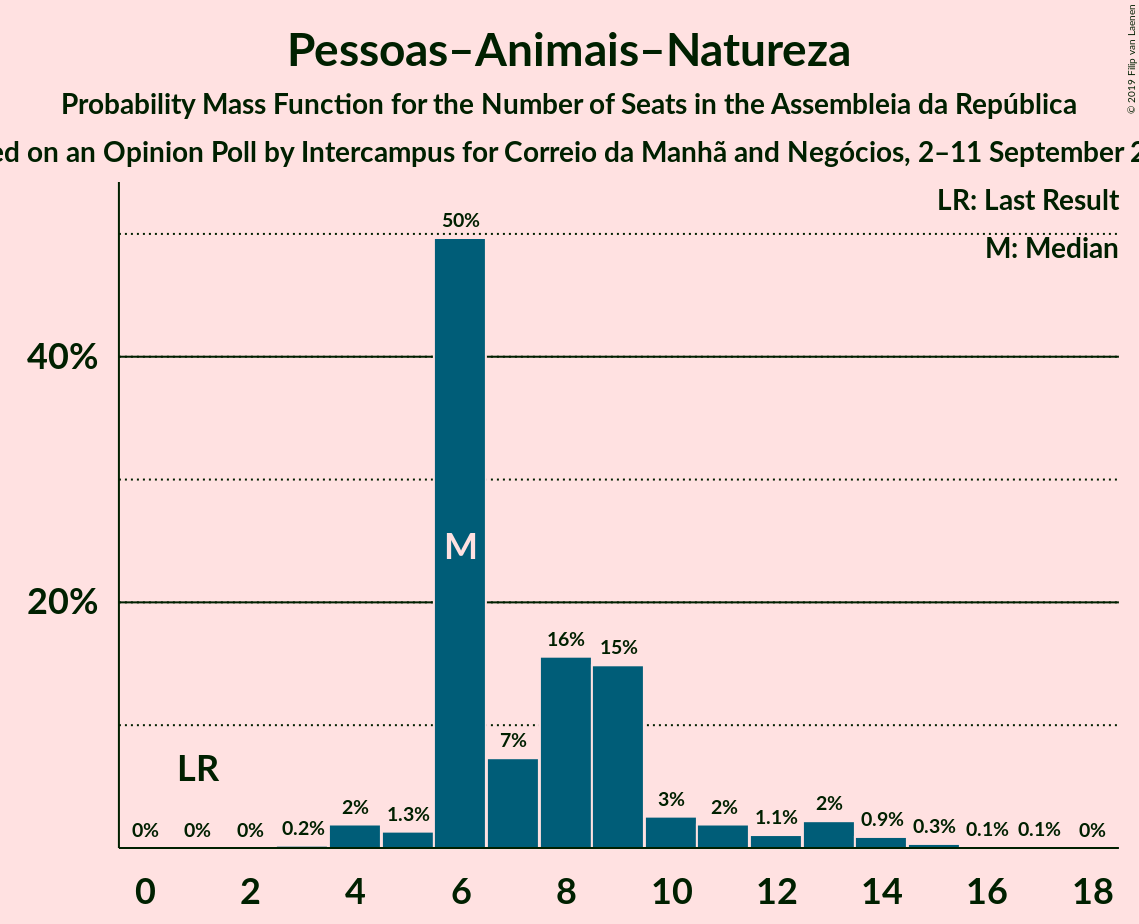 Pessoas–Animais–Natureza
Probability Mass Function for the Number of Seats in the Assembleia da República
on an Opinion Poll by Intercampus for Correio da Manhã and Negócios, 2–11 September
© 2019 Filip van Laenen
LR: Last Result
M: Median
50%
40%
M
20%
16%
15%
7%
LR
0%
0%
0%
0.2%
2%
1.3%
3%
2%
1.1%
2%
0.9%
0.3%
0.1%
0.1%
0%
0 2 4 6 8 10 12 14 16 18